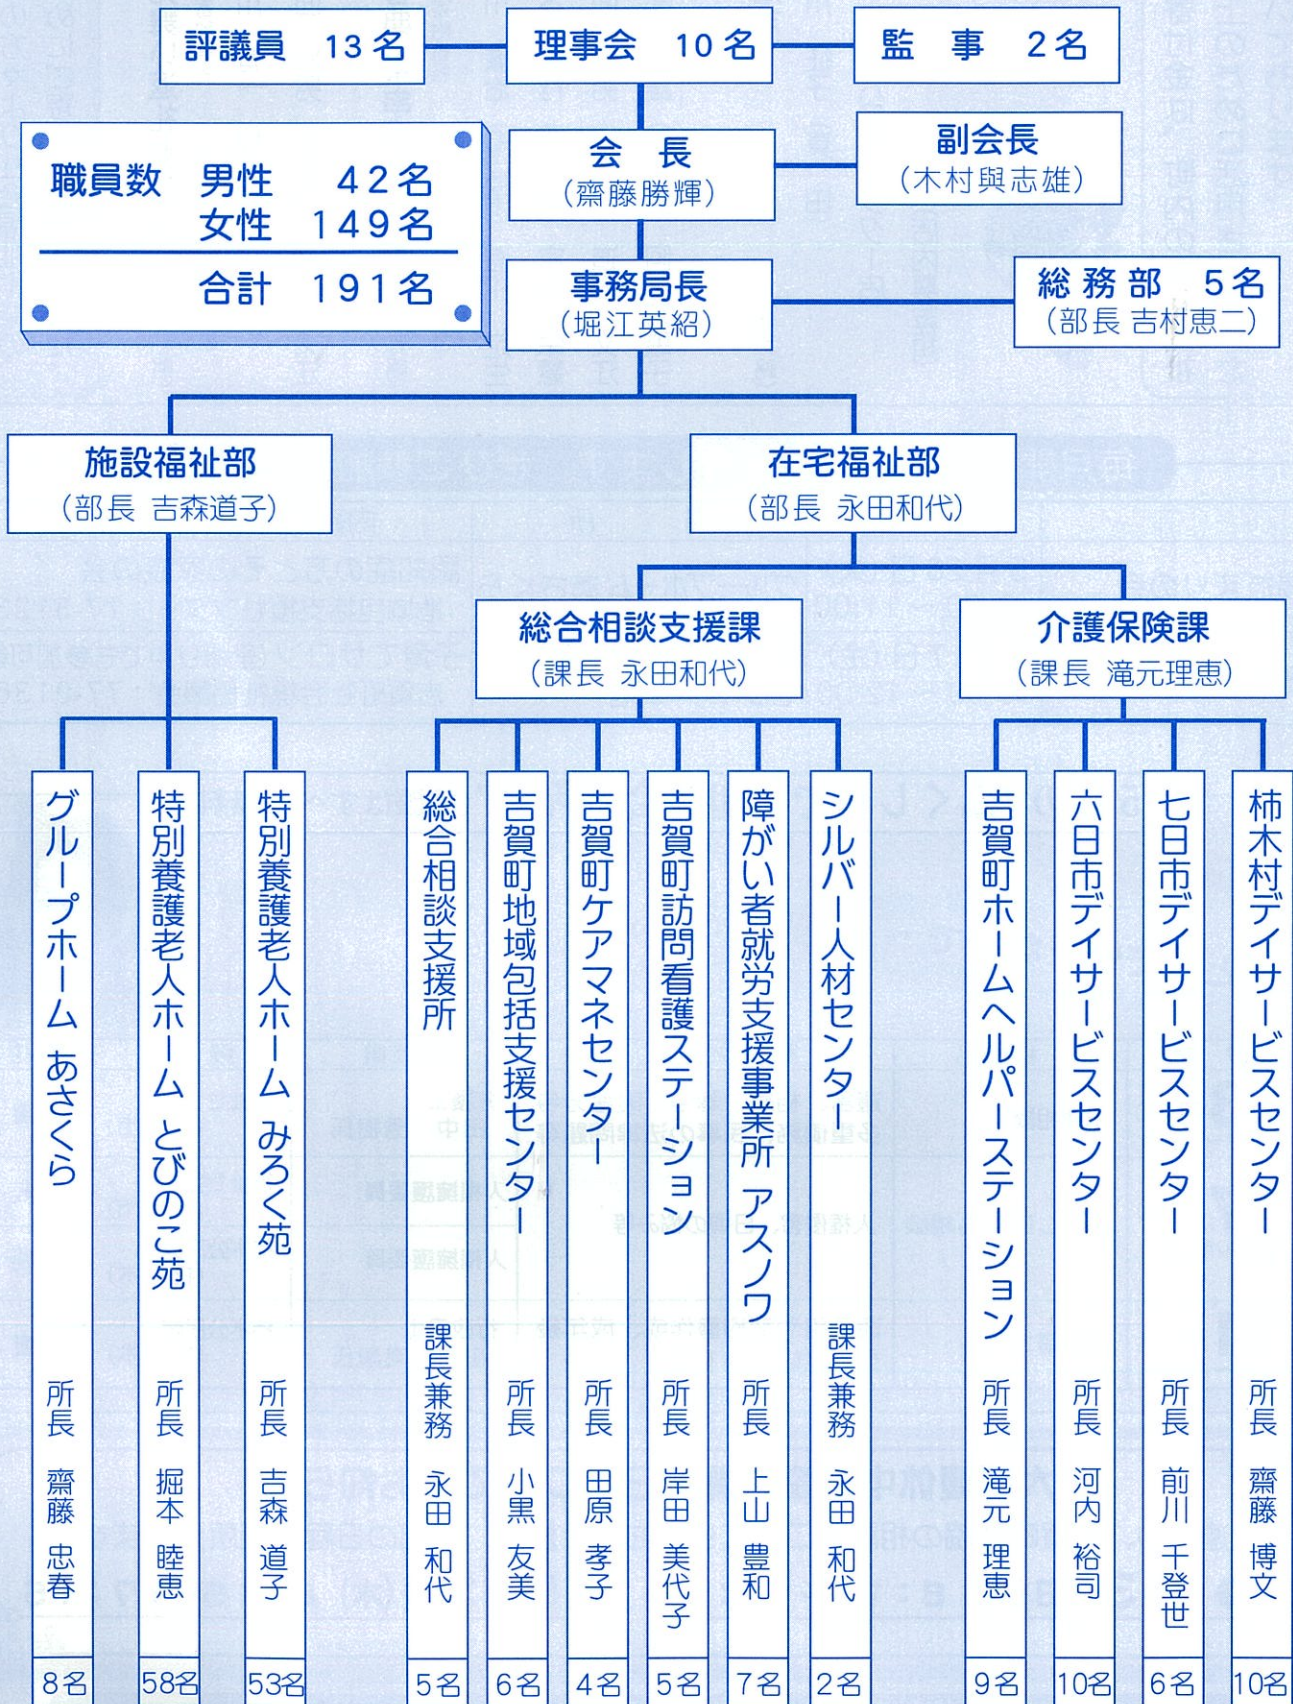 評議員 13名
理事会 10名
監 事 2名
職員数 男性 42名
女性 149名
合計 191名
会 長
(齋藤勝輝)
副会長
(木村與志雄)
事務局長
(堀江英紹)
総務部 5名
(部長 吉村恵二)
施設福祉部
(部長 吉森道子)
在宅福祉部
(部長 永田和代)
総合相談支援課
(課長 永田和代)
介護保険課
(課長 滝元理恵)
グループホーム あさくら 所長 齋藤 忠春
8名
特別養護老人ホーム とびのこ苑 所長 掘本 睦恵
58名
特別養護老人ホーム みろく苑 所長 吉森 道子
53名
総合相談支援所 課長兼務 永田 和代
5名
吉賀町地域包括支援センター 所長 小黒 友美
6名
吉賀町ケアマネセンター 所長 田原 孝子
4名
吉賀町訪問看護ステーション 所長 岸田 美代子
5名
障がい者就労支援事業所 アスノワ 所長 上山 豊和
7名
シルバー人材センター 課長兼務 永田 和代
2名
吉賀町ホームヘルパーステーション 所長 滝元 理恵
9名
六日市デイサービスセンター 所長 河内 裕司
10名
七日市デイサービスセンター 所長 前川 千登世
6名
柿木村デイサービスセンター 所長 齋藤 博文
10名